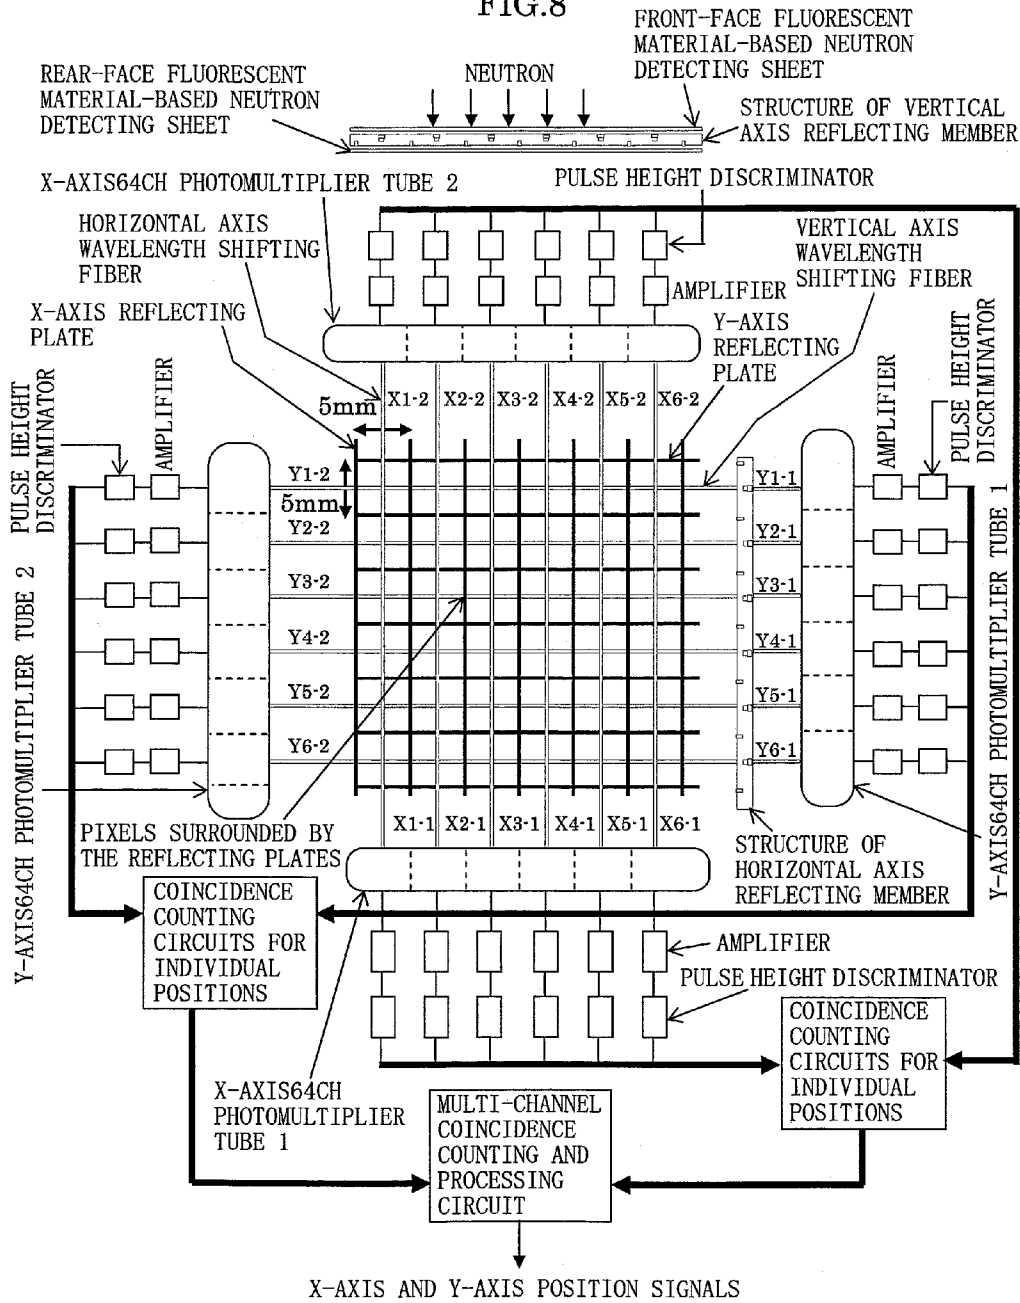 FIG.8
FRONT-FACE FLUORESCENT
MATERIAL-BASED NEUTRON
DETECTING SHEET
REAR-FACE FLUORESCENT
MATERIAL-BASED NEUTRON
DETECTING SHEET
NEUTRON
STRUCTURE OF VERTICAL
AXIS REFLECTING MEMBER
X-AXIS64CH PHOTOMULTIPLIER TUBE 2
PULSE HEIGHT DISCRIMINATOR
HORIZONTAL AXIS
WAVELENGTH SHIFTING
FIBER
VERTICAL AXIS
WAVELENGTH
SHIFTING FIBER
X-AXIS REFLECTING
PLATE
AMPLIFIER
Y-AXIS
REFLECTING
PLATE
PULSE HEIGHT
DISCRIMINATOR
AMPLIFIER
AMPLIFIER
PULSE HEIGHT
DISCRIMINATOR
5mm
X1-2
X2-2
X3-2
X4-2
X5-2
X6-2
5mm
Y1-2
Y2-2
Y3-2
Y4-2
Y5-2
Y6-2
Y1-1
Y2-1
Y3-1
Y4-1
Y5-1
Y6-1
Y-AXIS64CH PHOTOMULTIPLIER TUBE 2
Y-AXIS64CH PHOTOMULTIPLIER TUBE 1
X1-1
X2-1
X3-1
X4-1
X5-1
X6-1
PIXELS SURROUNDED BY
THE REFLECTING PLATES
STRUCTURE OF
HORIZONTAL AXIS
REFLECTING MEMBER
COINCIDENCE
COUNTING
CIRCUITS FOR
INDIVIDUAL
POSITIONS
AMPLIFIER
PULSE HEIGHT DISCRIMINATOR
COINCIDENCE
COUNTING
CIRCUITS FOR
INDIVIDUAL
POSITIONS
X-AXIS64CH
PHOTOMULTIPLIER
TUBE 1
MULTI-CHANNEL
COINCIDENCE
COUNTING AND
PROCESSING
CIRCUIT
X-AXIS AND Y-AXIS POSITION SIGNALS